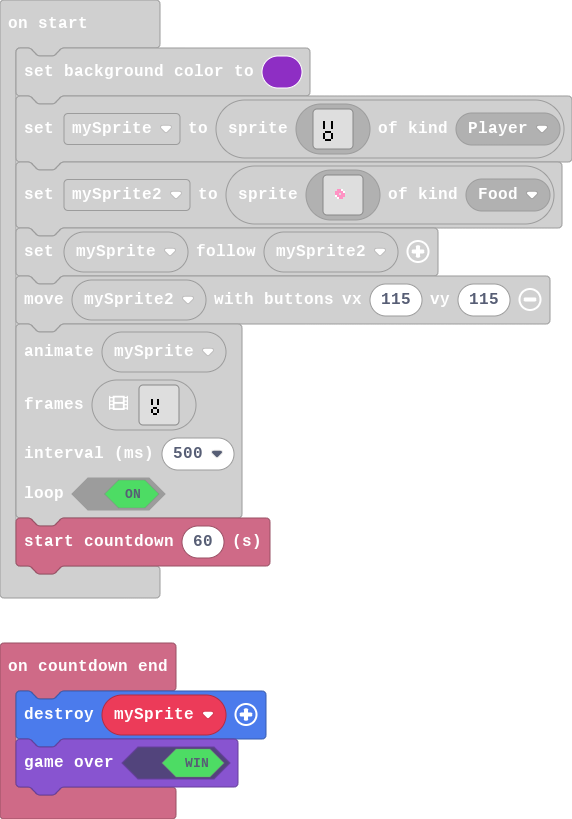 on start
set background color to
set mySprite to sprite of kind Player
set mySprite2 to sprite of kind Food
set mySprite follow mySprite2
move mySprite2 with buttons vx 115 vy 115
animate mySprite
frames
interval (ms) 500
loop ON
start countdown 60 (s)
on countdown end
destroy mySprite
game over WIN